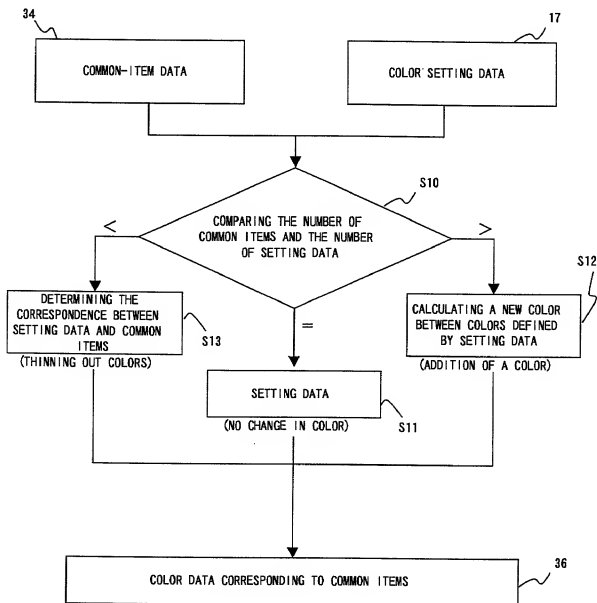 34
17
COMMON-ITEM DATA
COLOR SETTING DATA
S10
COMPARING THE NUMBER OF
COMMON ITEMS AND THE NUMBER
OF SETTING DATA
<
>
=
S12
DETERMINING THE
CORRESPONDENCE BETWEEN
SETTING DATA AND COMMON
ITEMS
(THINNING OUT COLORS)
S13
CALCULATING A NEW COLOR
BETWEEN COLORS DEFINED
BY SETTING DATA
(ADDITION OF A COLOR)
SETTING DATA
(NO CHANGE IN COLOR)
S11
36
COLOR DATA CORRESPONDING TO COMMON ITEMS